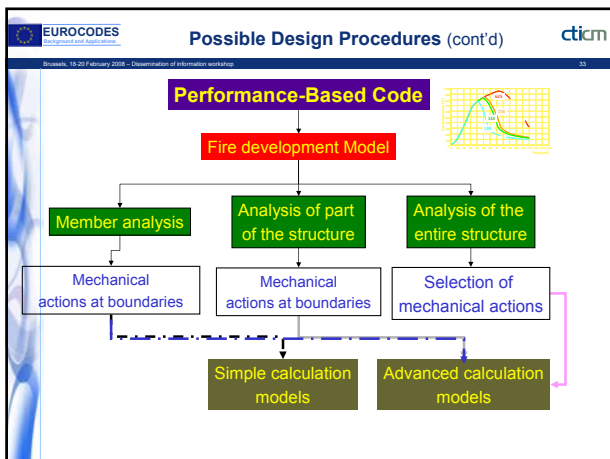 EUROCODES
Background and Applications
Possible Design Procedures (cont'd)
cticm
Brussels, 18-20 February 2008 – Dissemination of information workshop
33
Performance-Based Code
Fire development Model
Member analysis
Analysis of part
of the structure
Analysis of the
entire structure
Mechanical
actions at boundaries
Mechanical
actions at boundaries
Selection of
mechanical actions
Simple calculation
models
Advanced calculation
models